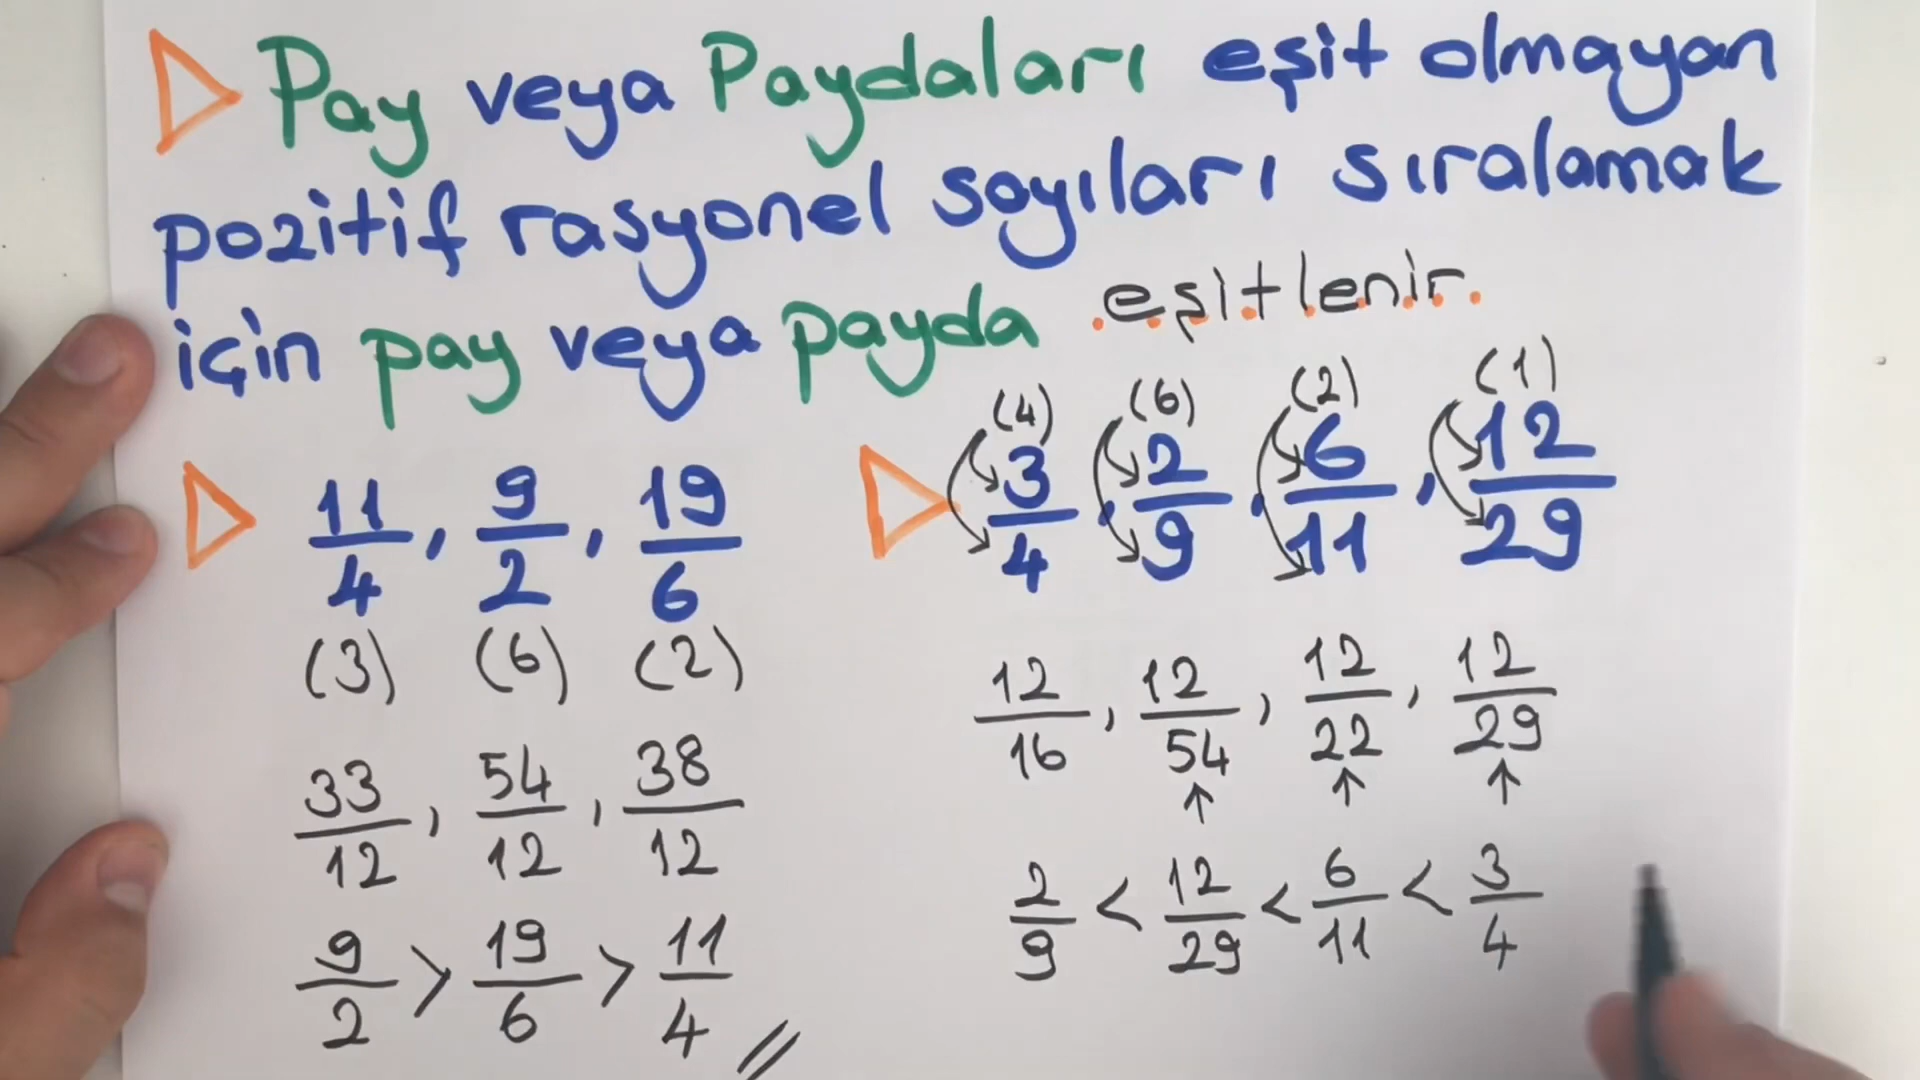 Pay veya Paydaları eşit olmayan
pozitif rasyonel sayıları sıralamak
için pay veya payda eşitlenir.
11/4, 9/2, 19/6
(3) (6) (2)
33/12, 54/12, 38/12
9/2 > 19/6 > 11/4 //
(4) (6) (2) (1)
3/4, 2/9, 6/11, 12/29
12/16, 12/54, 12/22, 12/29
↑ ↑ ↑
2/9 < 12/29 < 6/11 < 3/4